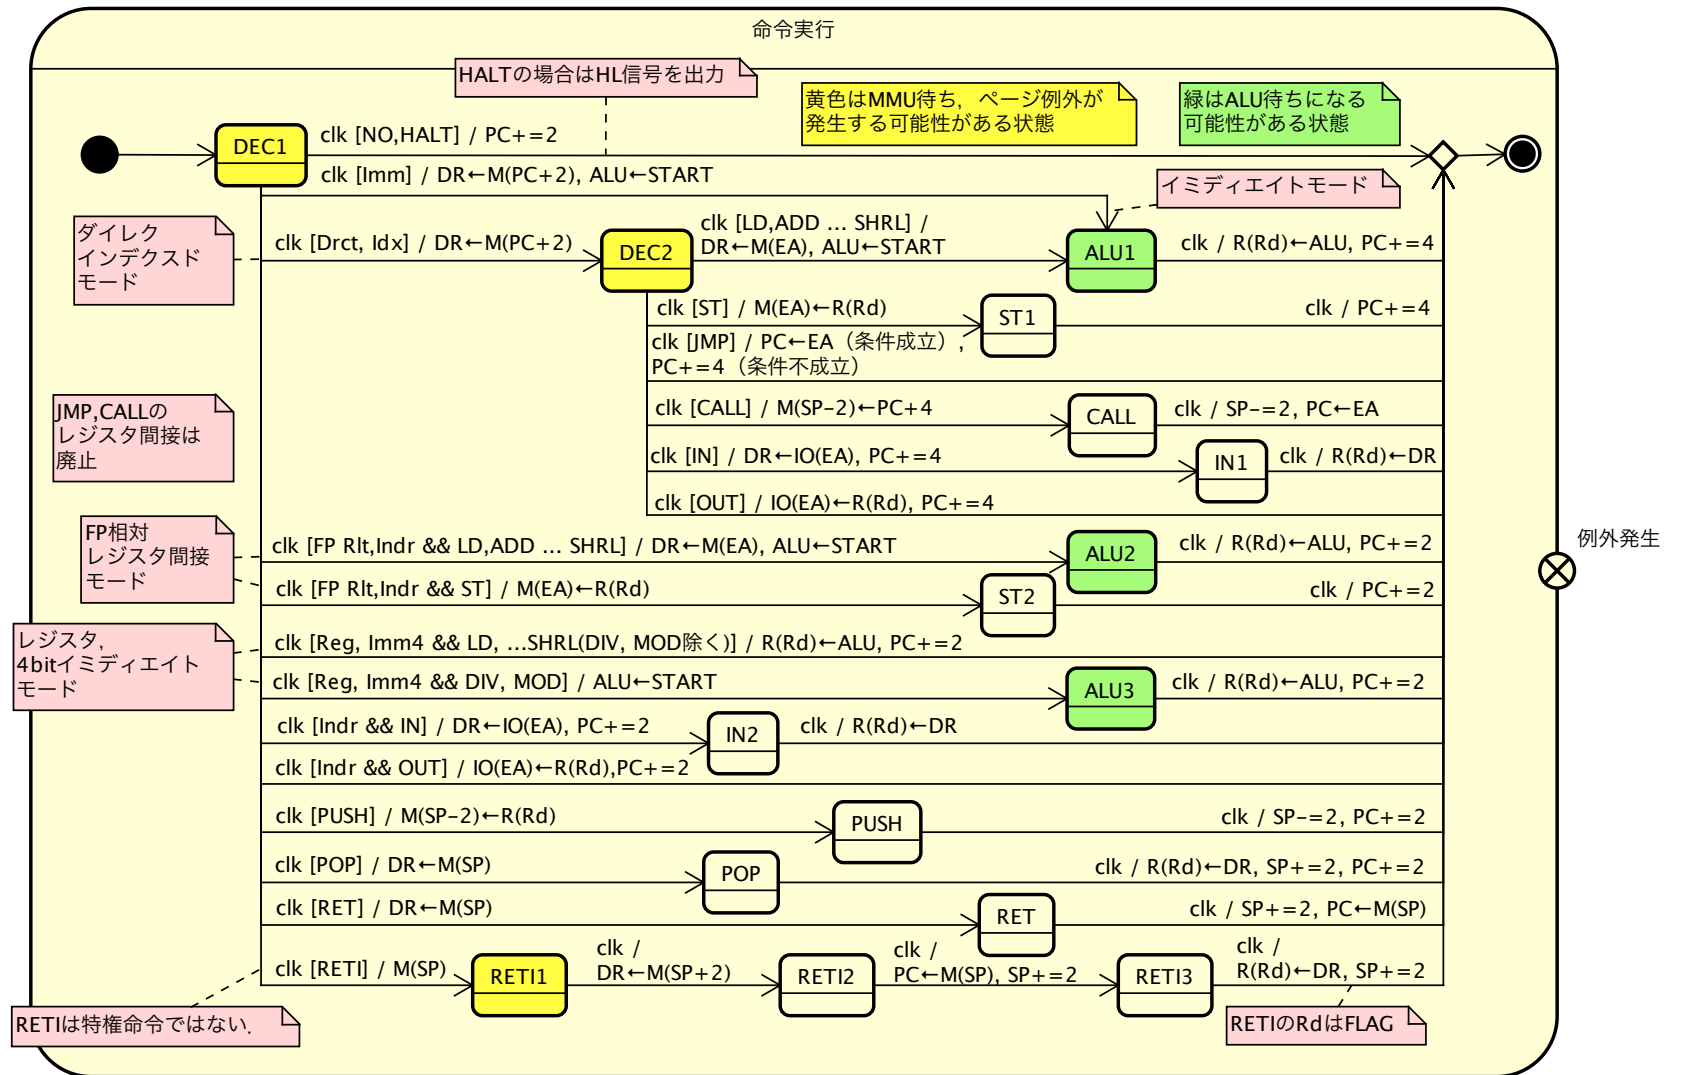 命令実行
HALTの場合はHL信号を出力
黄色はMMU待ち，ページ例外が
発生する可能性がある状態
緑はALU待ちになる
可能性がある状態
DEC1
clk [NO,HALT] / PC+=2
clk [Imm] / DR←M(PC+2), ALU←START
イミディエイトモード
ダイレク
インデクスド
モード
clk [Drct, Idx] / DR←M(PC+2)
DEC2
clk [LD,ADD ... SHRL] /
DR←M(EA), ALU←START
ALU1
clk / R(Rd)←ALU, PC+=4
clk [ST] / M(EA)←R(Rd)
ST1
clk / PC+=4
clk [JMP] / PC←EA（条件成立）,
PC+=4（条件不成立）
JMP,CALLの
レジスタ間接は
廃止
clk [CALL] / M(SP-2)←PC+4
CALL
clk / SP-=2, PC←EA
clk [IN] / DR←IO(EA), PC+=4
IN1
clk / R(Rd)←DR
clk [OUT] / IO(EA)←R(Rd), PC+=4
例外発生
FP相対
レジスタ間接
モード
clk [FP Rlt,Indr && LD,ADD ... SHRL] / DR←M(EA), ALU←START
ALU2
clk / R(Rd)←ALU, PC+=2
clk [FP Rlt,Indr && ST] / M(EA)←R(Rd)
ST2
clk / PC+=2
レジスタ，
4bitイミディエイト
モード
clk [Reg, Imm4 && LD, ...SHRL(DIV, MOD除く)] / R(Rd)←ALU, PC+=2
clk [Reg, Imm4 && DIV, MOD] / ALU←START
ALU3
clk / R(Rd)←ALU, PC+=2
clk [Indr && IN] / DR←IO(EA), PC+=2
IN2
clk / R(Rd)←DR
clk [Indr && OUT] / IO(EA)←R(Rd),PC+=2
clk [PUSH] / M(SP-2)←R(Rd)
PUSH
clk / SP-=2, PC+=2
clk [POP] / DR←M(SP)
POP
clk / R(Rd)←DR, SP+=2, PC+=2
clk [RET] / DR←M(SP)
RET
clk / SP+=2, PC←M(SP)
clk [RETI] / M(SP)
RETI1
clk /
DR←M(SP+2)
RETI2
clk /
PC←M(SP), SP+=2
RETI3
clk /
R(Rd)←DR, SP+=2
RETIは特権命令ではない．
RETIのRdはFLAG